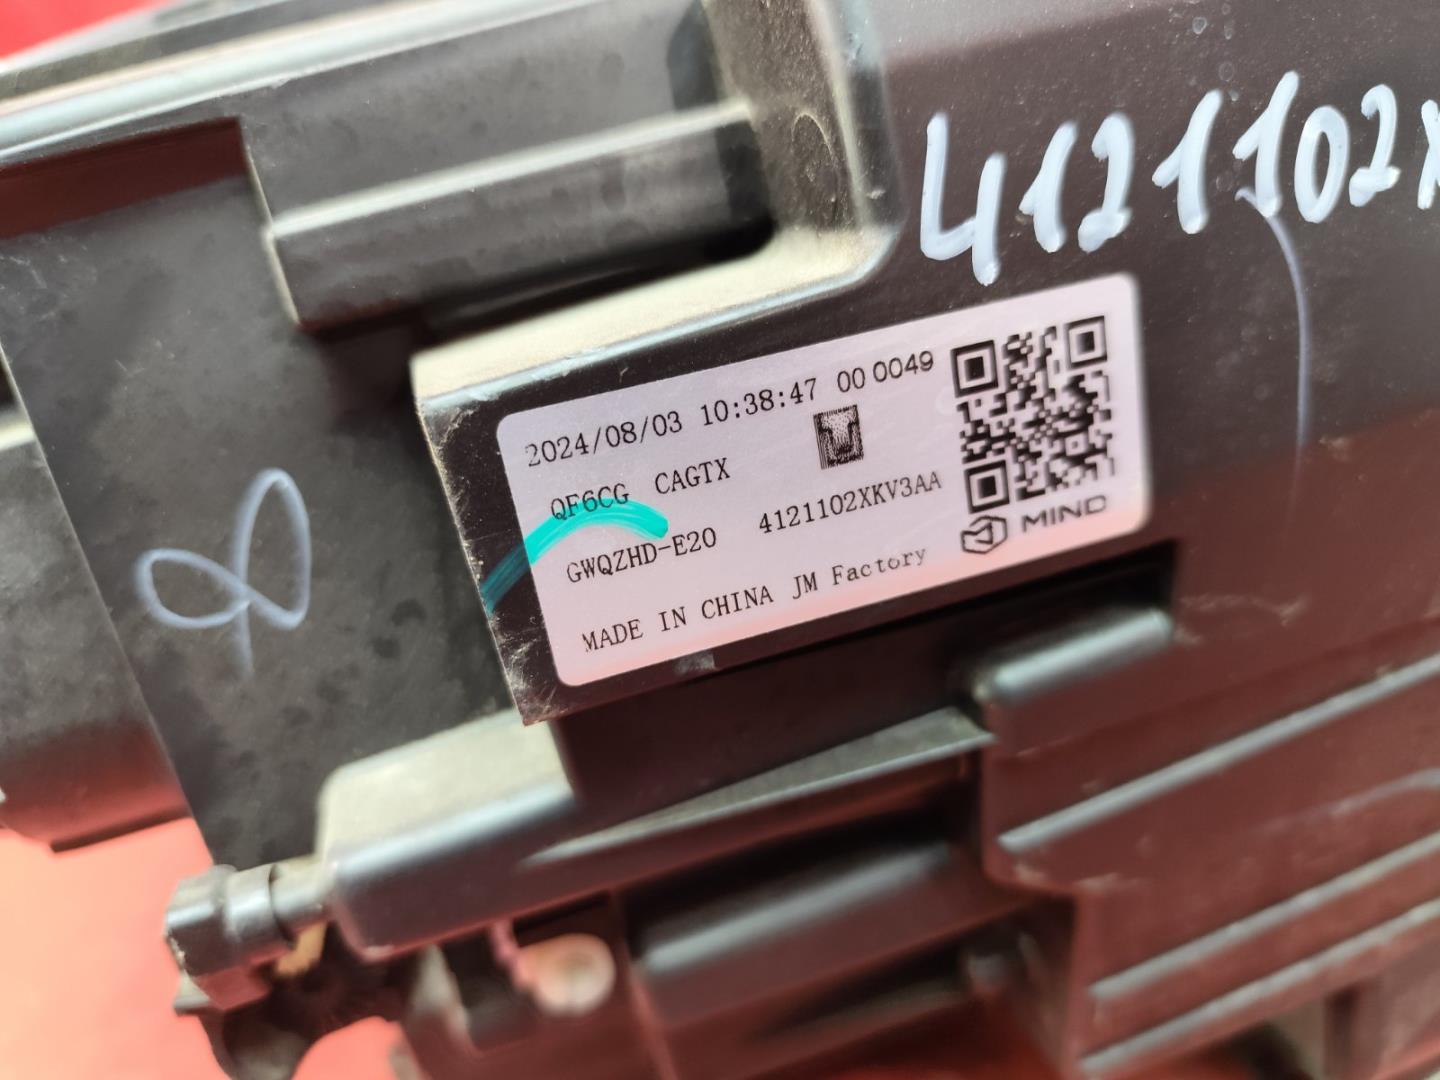 4121102X
2024/08/03 10:38:47 00 0049
QF6CG CAGTX
GWQZHD-E20 4121102XKV3AA
MIND
MADE IN CHINA JM Factory